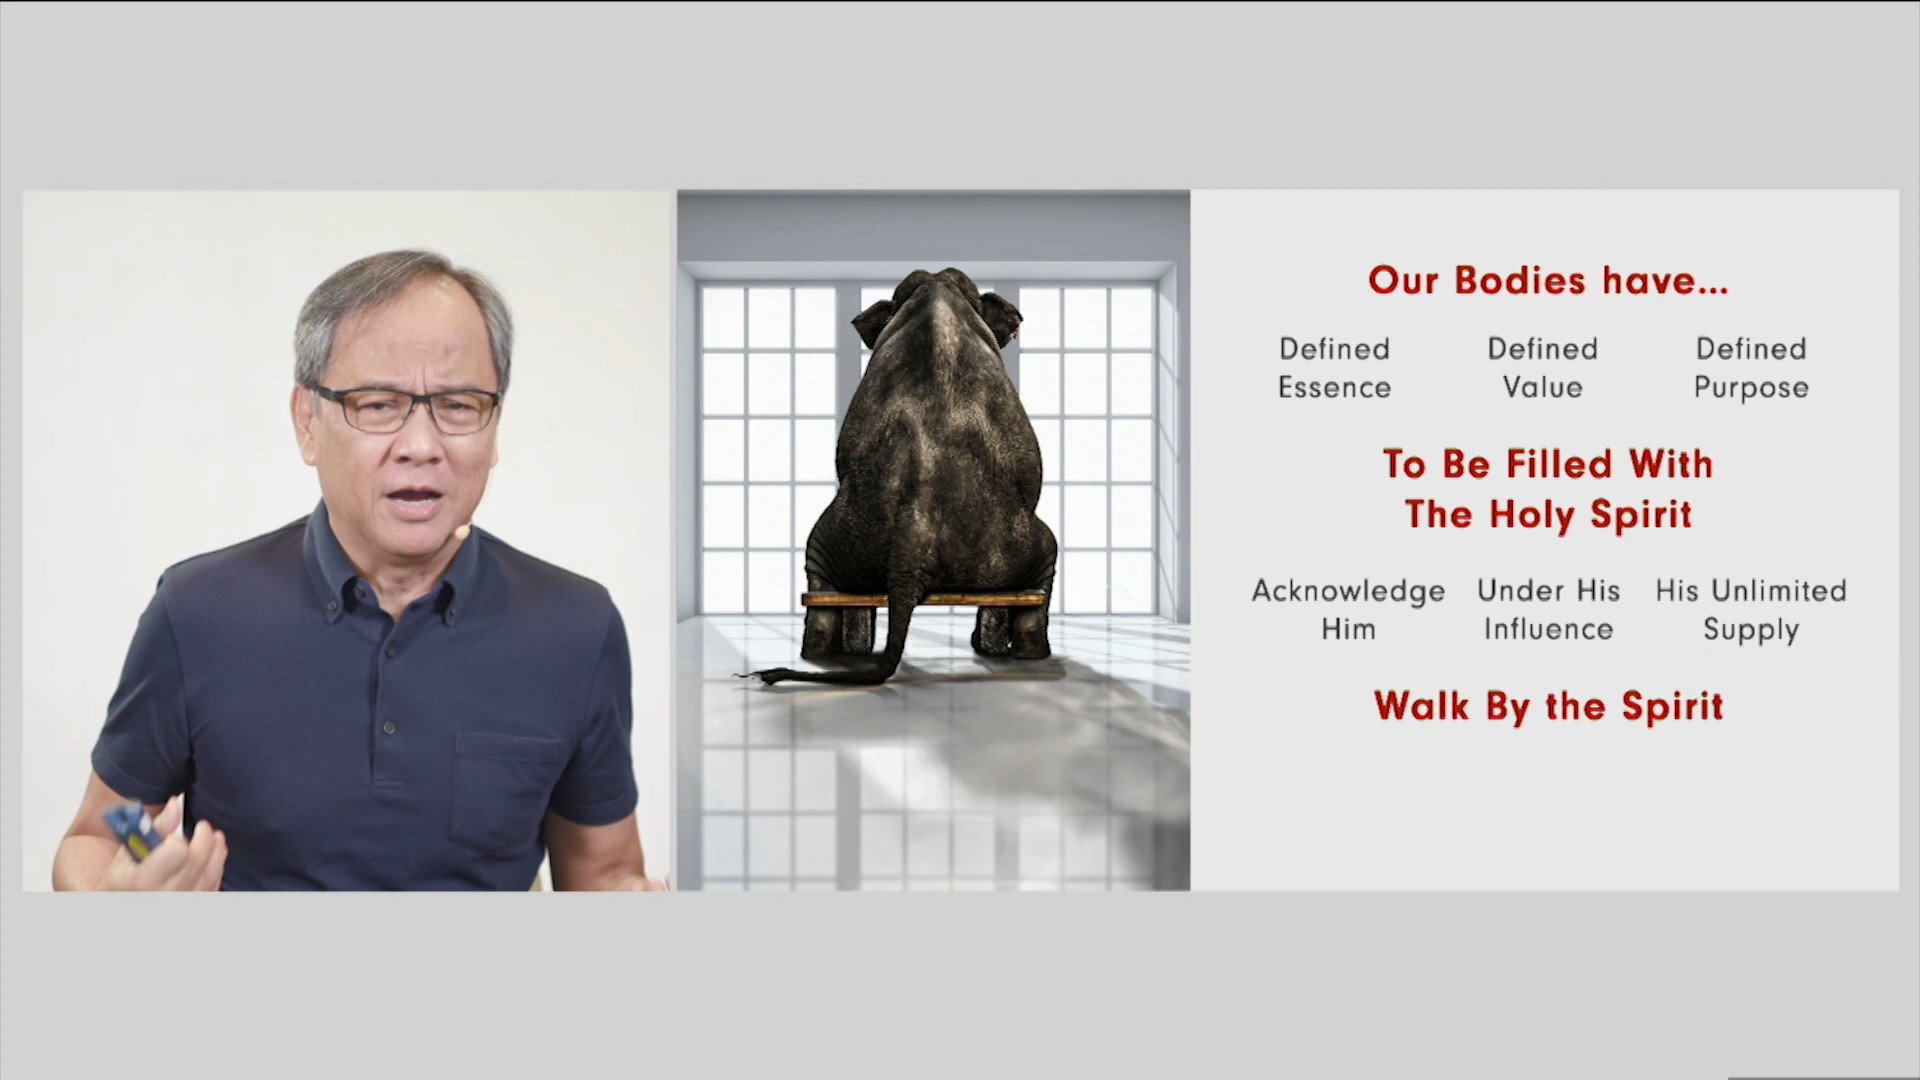 Our Bodies have...
Defined Defined Defined
Essence Value Purpose
To Be Filled With
The Holy Spirit
Acknowledge Under His His Unlimited
Him Influence Supply
Walk By the Spirit